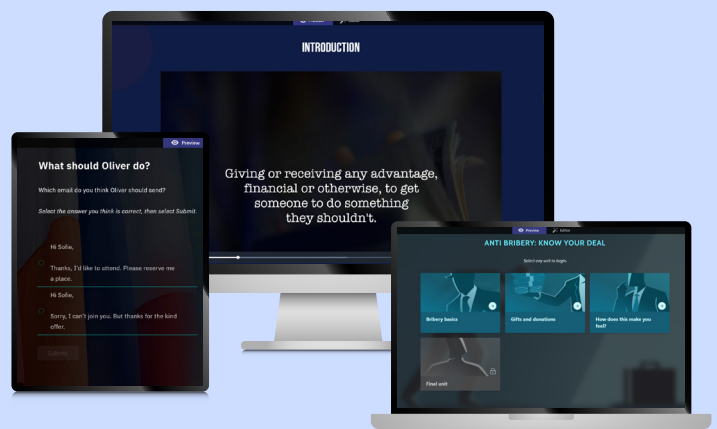 INTRODUCTION
Giving or receiving any advantage,
financial or otherwise, to get
someone to do something
they shouldn't.
Preview
What should Oliver do?
Which email do you think Oliver should send?
Select the answer you think is correct, then select Submit.
Hi Sofie,
Thanks, I'd like to attend. Please reserve me
a place.
Hi Sofie,
Sorry, I can't join you. But thanks for the kind
offer.
Submit
Preview Editor
ANTI BRIBERY: KNOW YOUR DEAL
Select any unit to begin.
Bribery basics
Gifts and donations
How does this make you
feel?
Final unit